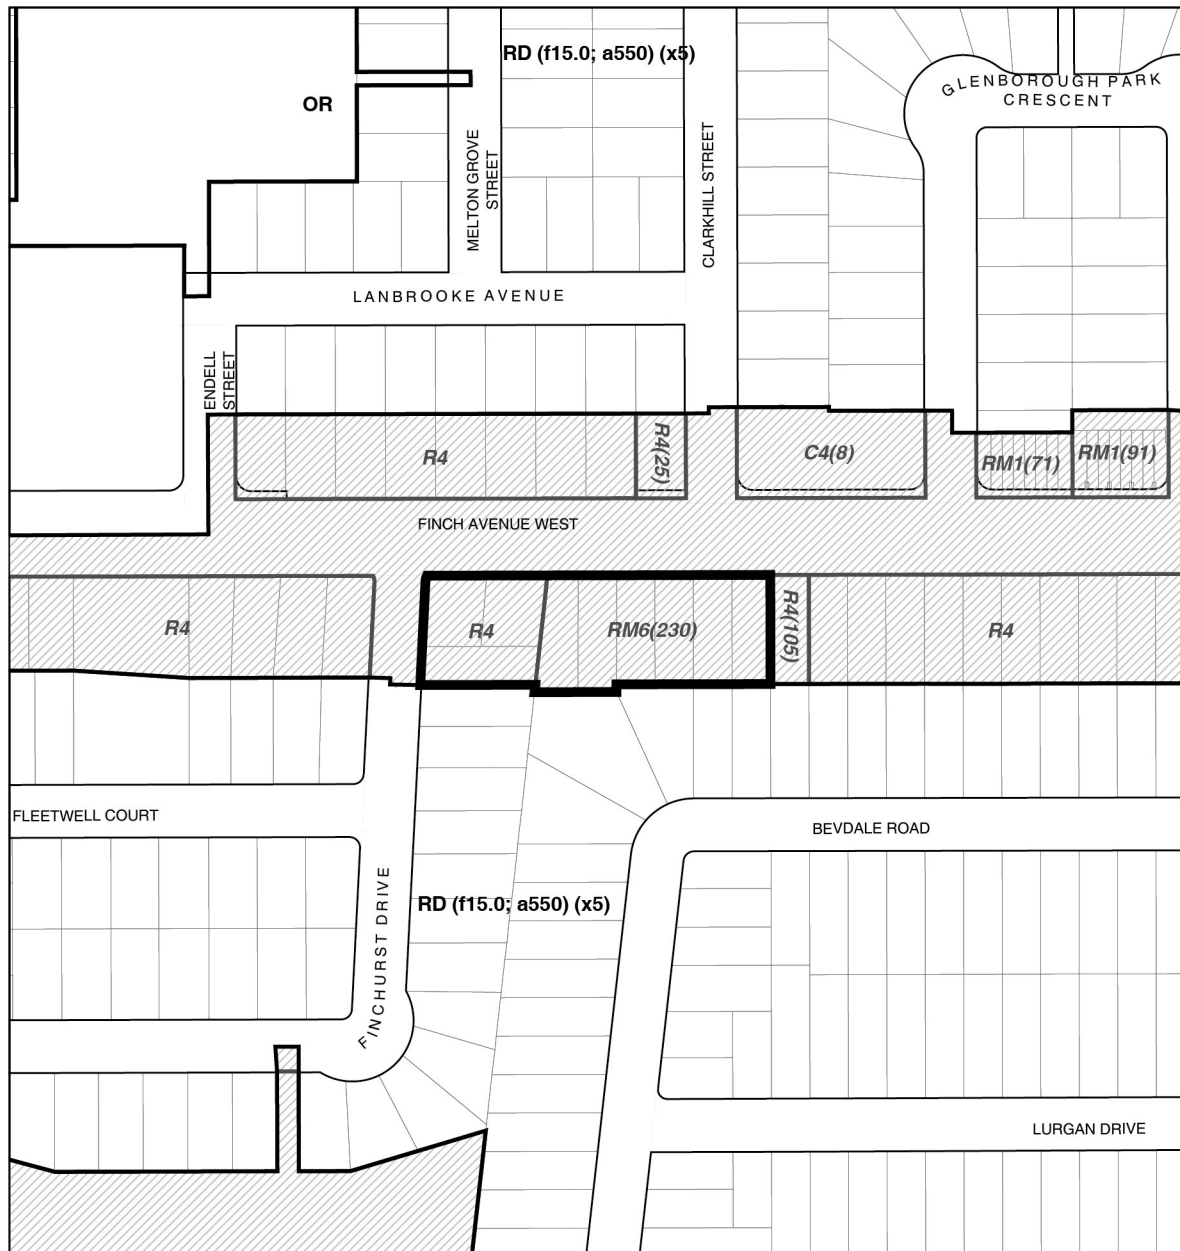 RD (f15.0; a550) (x5)
OR
GLENBOROUGH PARK
CRESCENT
MELTON GROVE
STREET
CLARKHILL STREET
LANBROOKE AVENUE
ENDELL
STREET
R4
R4(25)
C4(8)
RM1(71)
RM1(91)
FINCH AVENUE WEST
R4
R4
RM6(230)
R4(105)
R4
FLEETWELL COURT
BEVDALE ROAD
FINCHURST DRIVE
RD (f15.0; a550) (x5)
LURGAN DRIVE